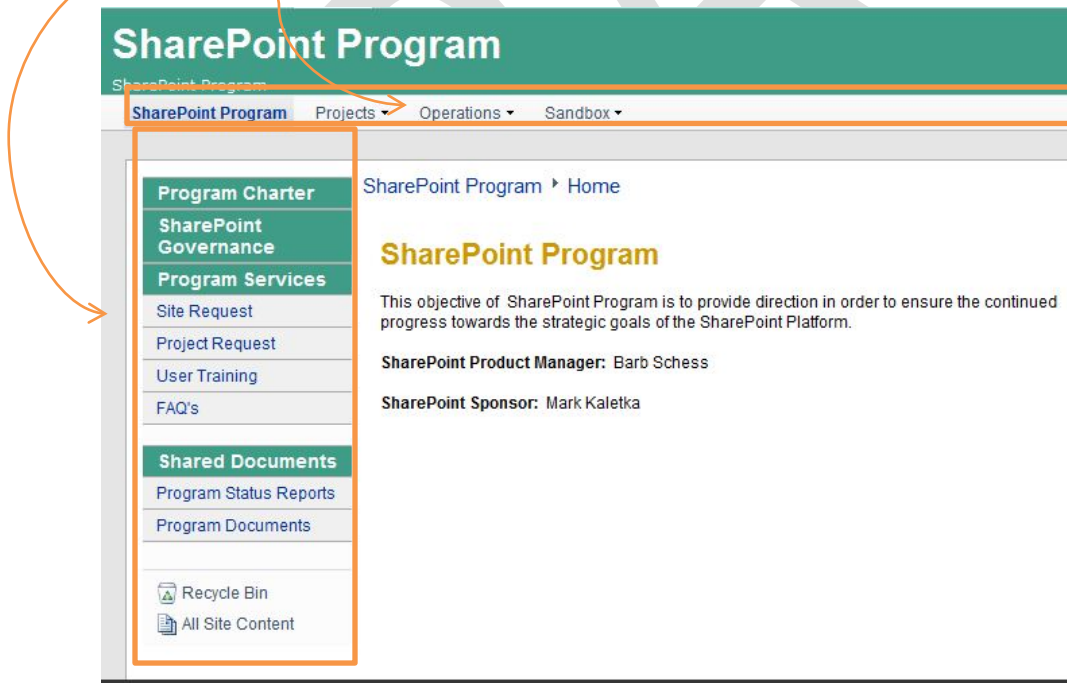 SharePoint Program
SharePoint Program
SharePoint Program Projects Operations Sandbox
Program Charter
SharePoint
Governance
Program Services
Site Request
Project Request
User Training
FAQ's
Shared Documents
Program Status Reports
Program Documents
Recycle Bin
All Site Content
SharePoint Program Home
SharePoint Program
This objective of SharePoint Program is to provide direction in order to ensure the continued
progress towards the strategic goals of the SharePoint Platform.
SharePoint Product Manager: Barb Schess
SharePoint Sponsor: Mark Kaletka